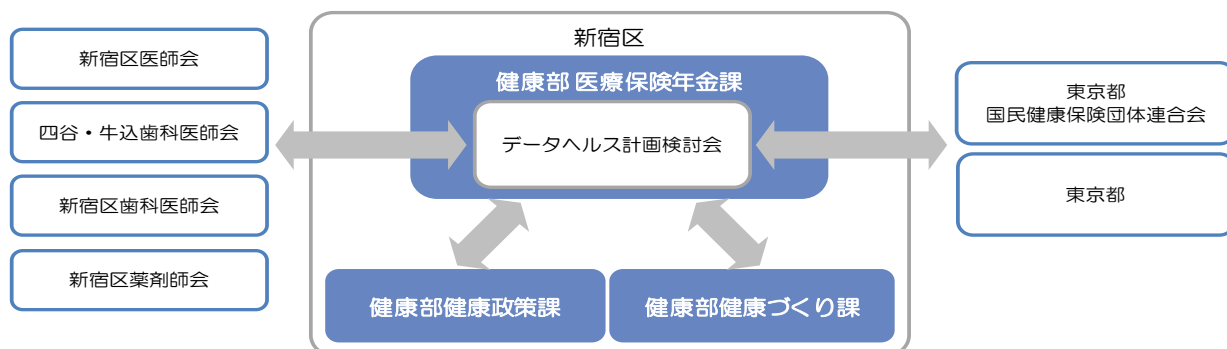 新宿区医師会
四谷・牛込歯科医師会
新宿区歯科医師会
新宿区薬剤師会
新宿区
健康部 医療保険年金課
データヘルス計画検討会
健康部健康政策課
健康部健康づくり課
東京都
国民健康保険団体連合会
東京都